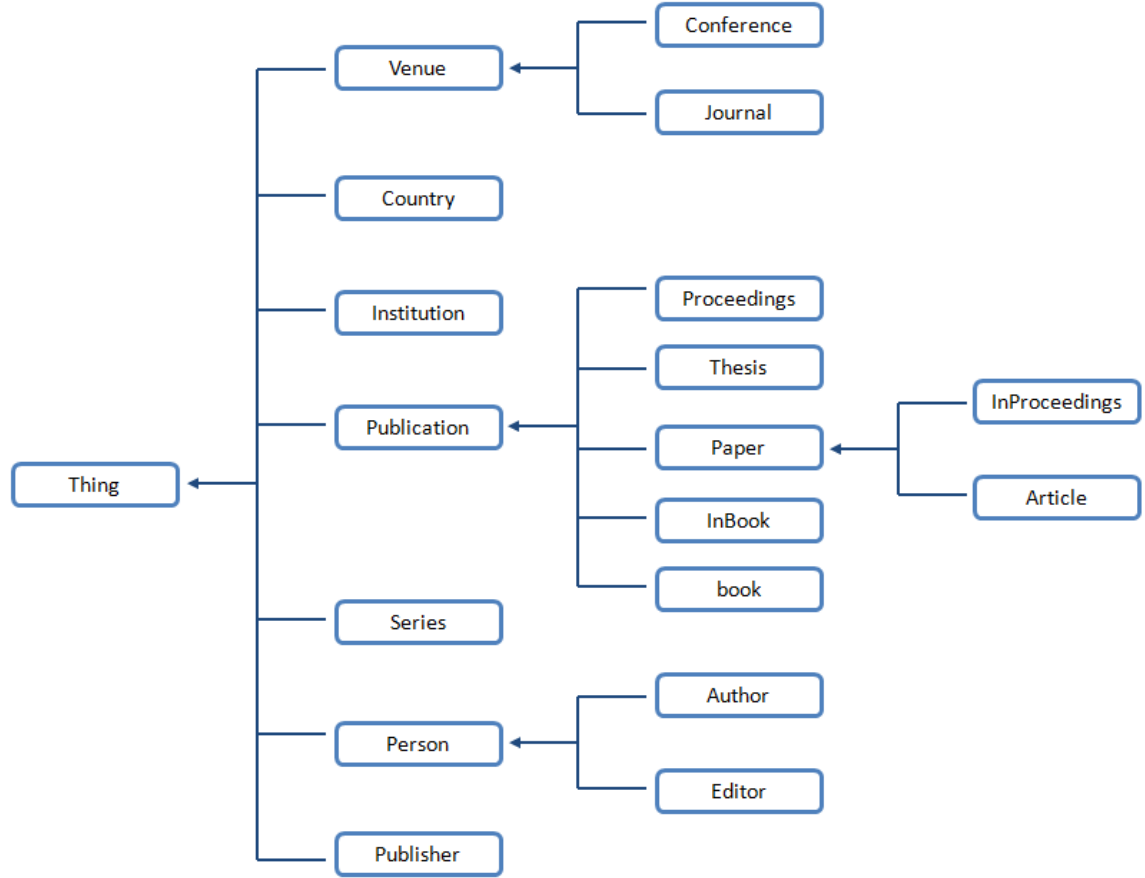 Conference
Venue
Journal
Country
Proceedings
Institution
Thesis
InProceedings
Publication
Paper
Thing
Article
InBook
book
Series
Author
Person
Editor
Publisher